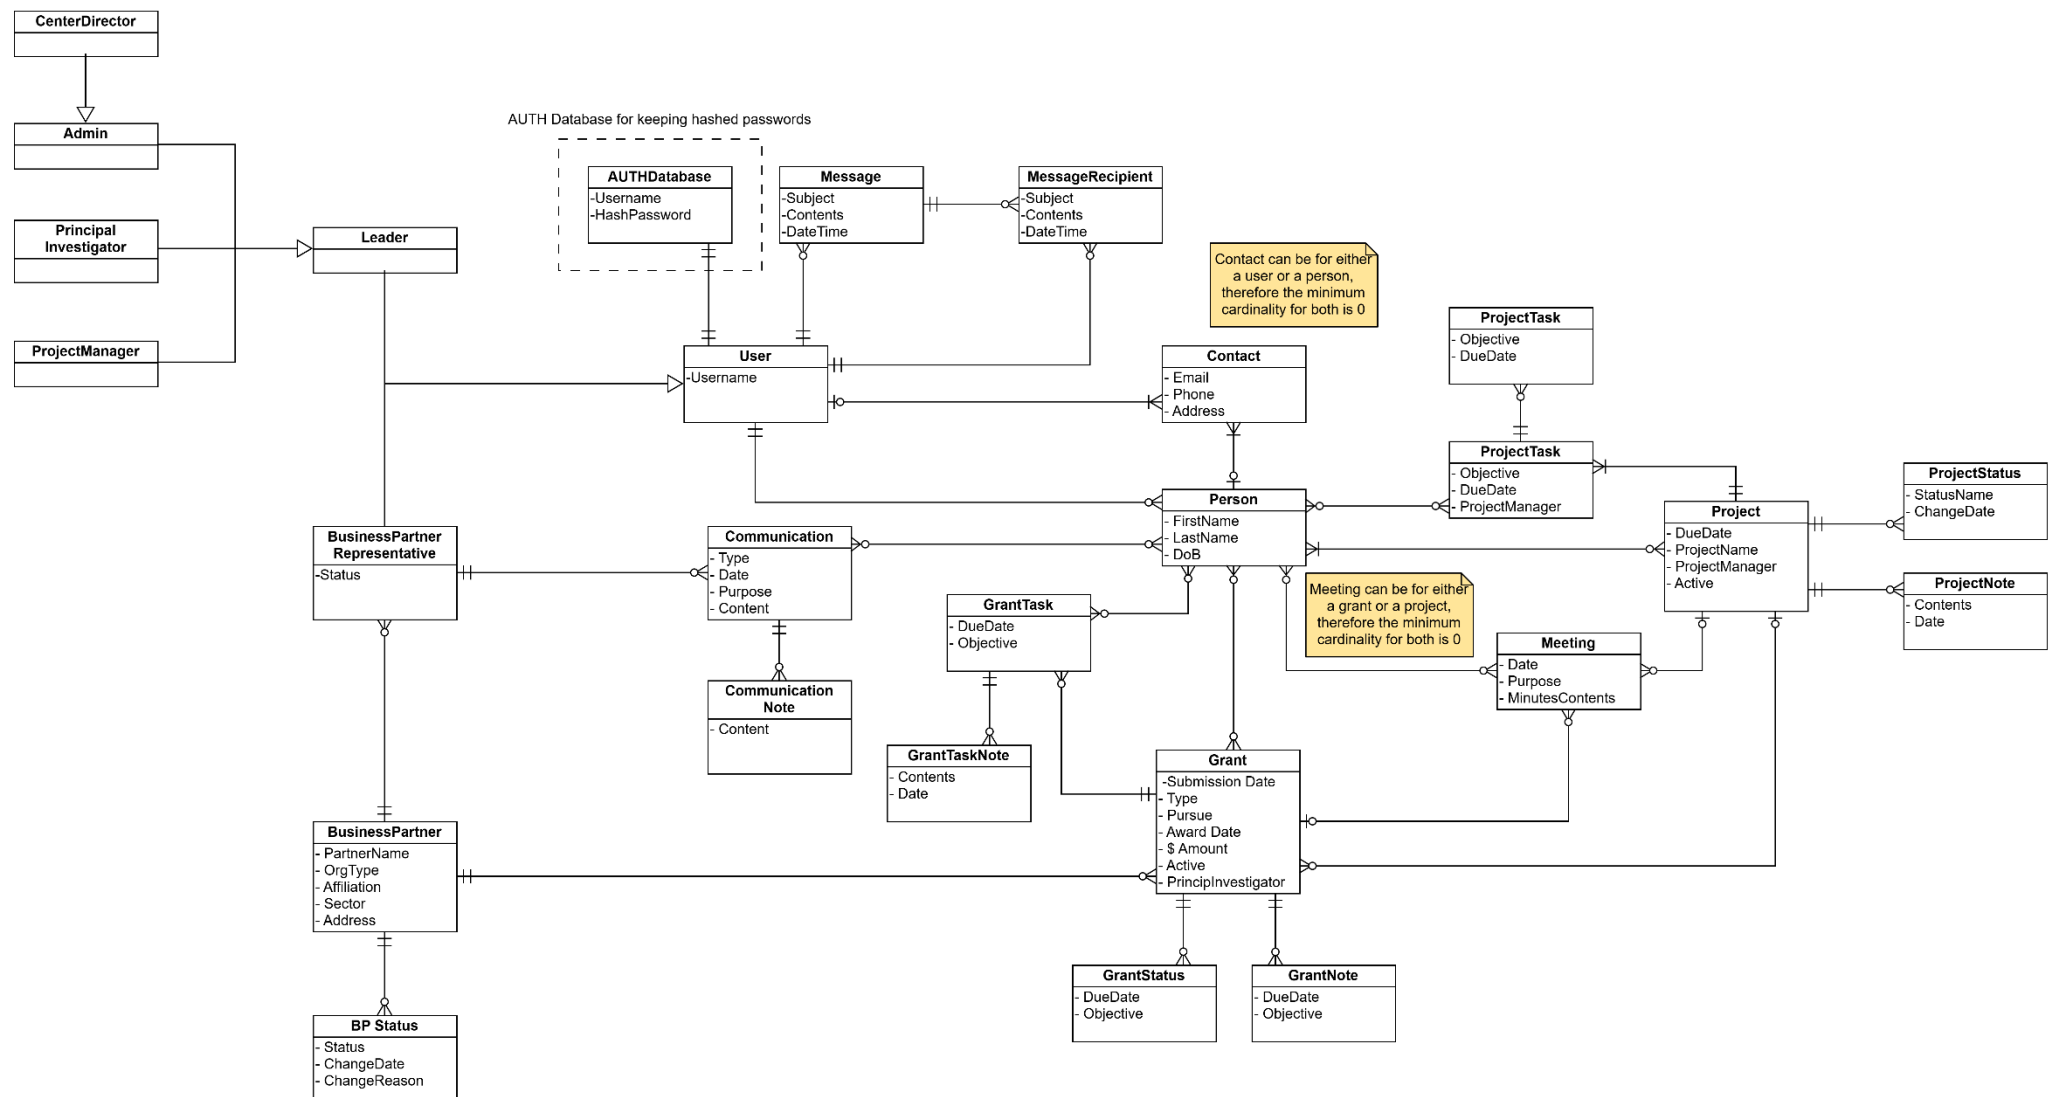 CenterDirector
Admin
Principal
Investigator
ProjectManager
Leader
AUTH Database for keeping hashed passwords
AUTHDatabase
-Username
-HashPassword
Message
-Subject
-Contents
-DateTime
MessageRecipient
-Subject
-Contents
-DateTime
Contact can be for either
a user or a person,
therefore the minimum
cardinality for both is 0
User
-Username
Contact
- Email
- Phone
- Address
ProjectTask
- Objective
- DueDate
ProjectTask
- Objective
- DueDate
- ProjectManager
Person
- FirstName
- LastName
- DoB
Project
- DueDate
- ProjectName
- ProjectManager
- Active
ProjectStatus
- StatusName
- ChangeDate
ProjectNote
- Contents
- Date
BusinessPartner
Representative
-Status
Communication
- Type
- Date
- Purpose
- Content
Communication
Note
- Content
GrantTask
- DueDate
- Objective
GrantTaskNote
- Contents
- Date
Meeting can be for either
a grant or a project,
therefore the minimum
cardinality for both is 0
Meeting
- Date
- Purpose
- MinutesContents
Grant
-Submission Date
- Type
- Pursue
- Award Date
- $ Amount
- Active
- PrincipInvestigator
BusinessPartner
- PartnerName
- OrgType
- Affiliation
- Sector
- Address
GrantStatus
- DueDate
- Objective
GrantNote
- DueDate
- Objective
BP Status
- Status
- ChangeDate
- ChangeReason